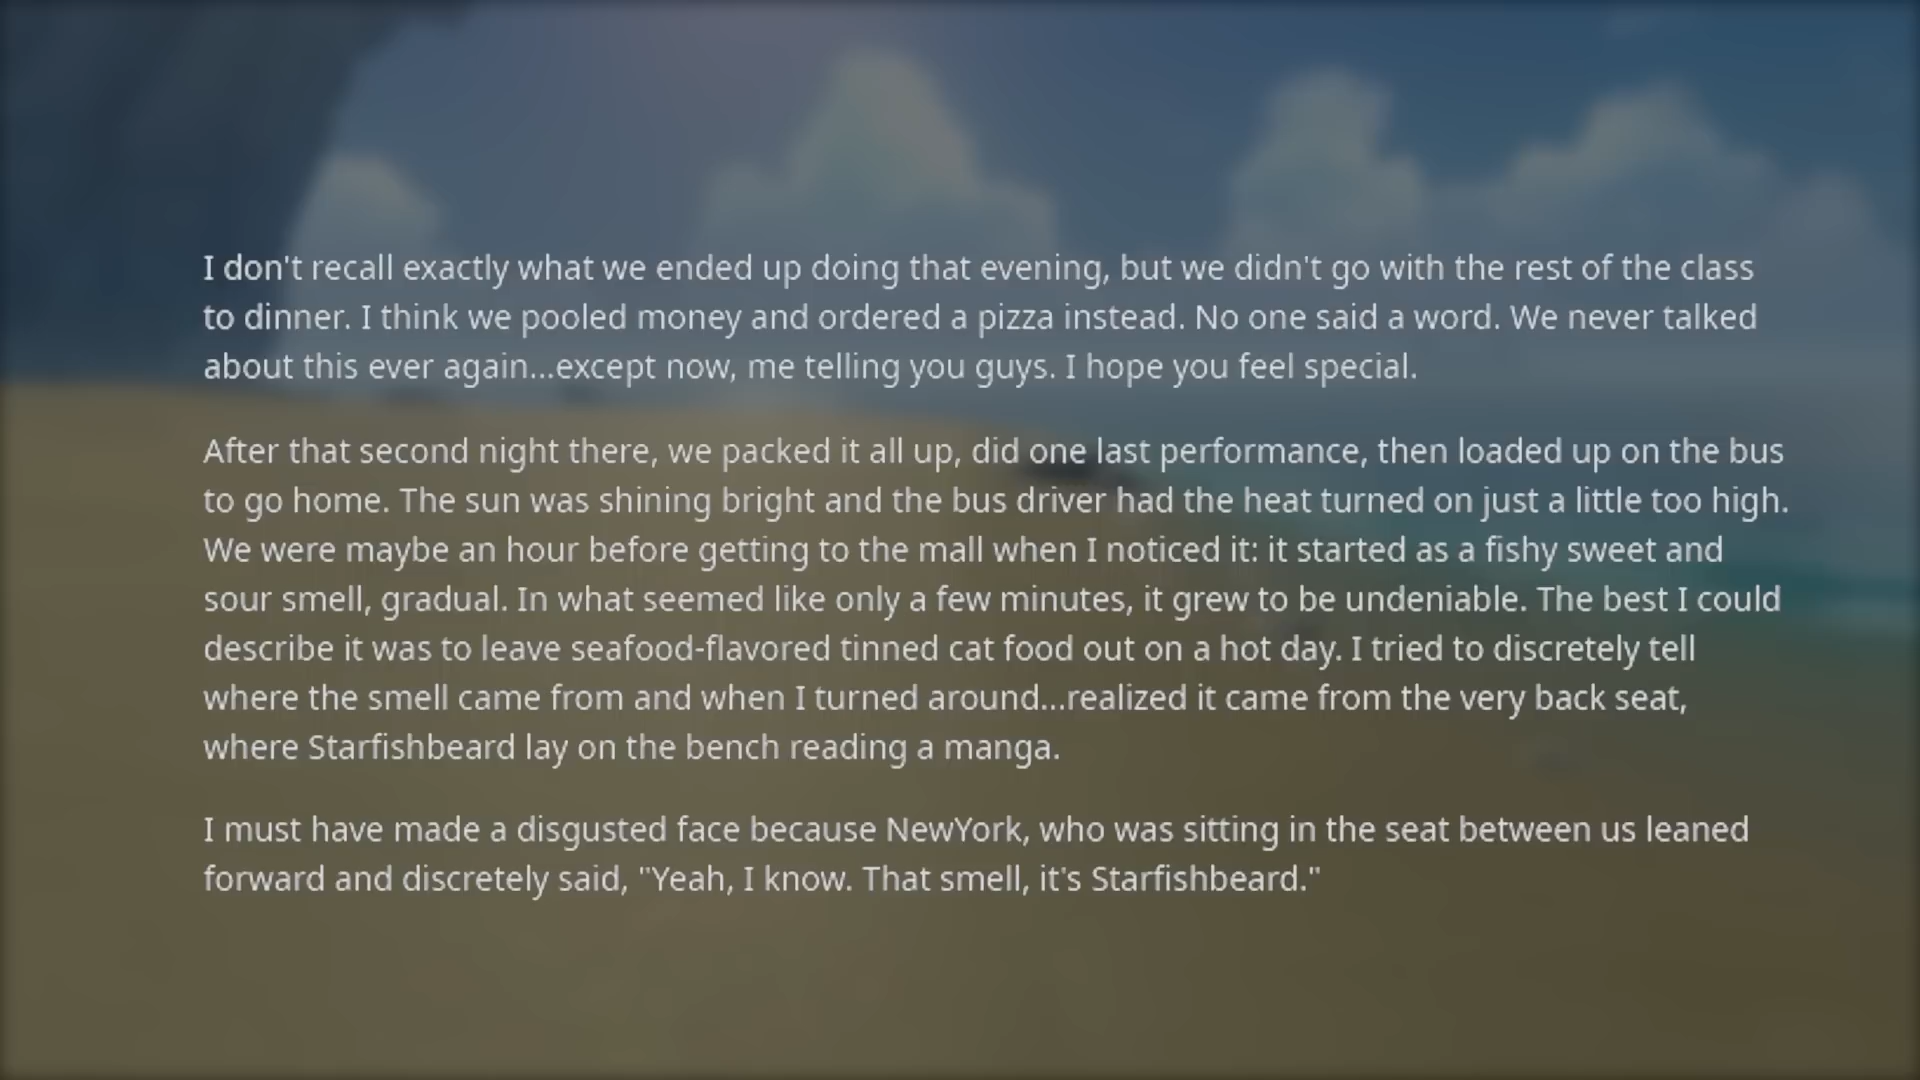 I don't recall exactly what we ended up doing that evening, but we didn't go with the rest of the class
to dinner. I think we pooled money and ordered a pizza instead. No one said a word. We never talked
about this ever again...except now, me telling you guys. I hope you feel special.
After that second night there, we packed it all up, did one last performance, then loaded up on the bus
to go home. The sun was shining bright and the bus driver had the heat turned on just a little too high.
We were maybe an hour before getting to the mall when I noticed it: it started as a fishy sweet and
sour smell, gradual. In what seemed like only a few minutes, it grew to be undeniable. The best I could
describe it was to leave seafood-flavored tinned cat food out on a hot day. I tried to discretely tell
where the smell came from and when I turned around...realized it came from the very back seat,
where Starfishbeard lay on the bench reading a manga.
I must have made a disgusted face because NewYork, who was sitting in the seat between us leaned
forward and discretely said, "Yeah, I know. That smell, it's Starfishbeard."